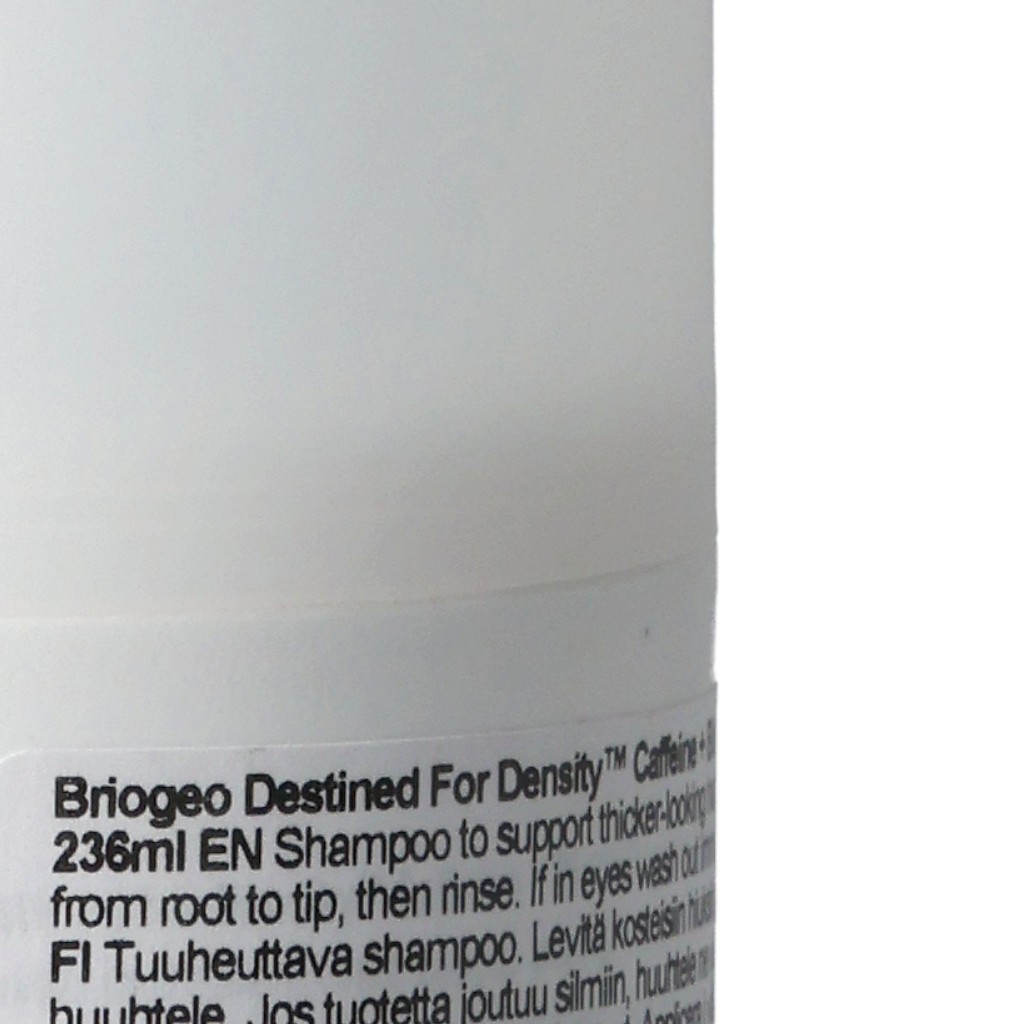 Briogeo Destined For Density™ Caffeine +
236ml EN Shampoo to support thicker-looking
from root to tip, then rinse. If in eyes wash out
FI Tuuheuttava shampoo. Levitä kosteisiin
huuhtele. Jos tuotetta joutuu silmiin, huuhtele